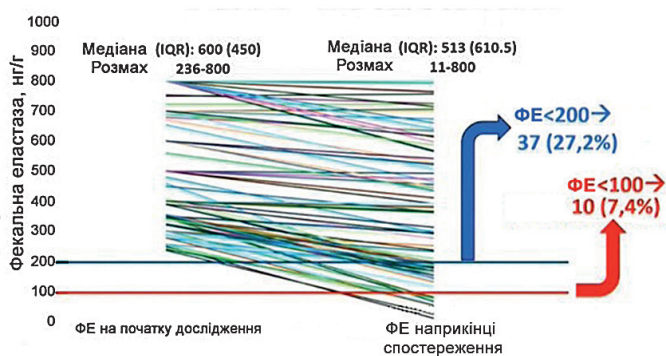 Фекальна еластаза, нг/г
1000
900
800
700
600
500
400
300
200
100
0
Медіана (IQR): 600 (450)
Розмах 236-800
Медіана (IQR): 513 (610.5)
Розмах 11-800
ФЕ<200→
37 (27,2%)
ФЕ<100→
10 (7,4%)
ФЕ на початку дослідження
ФЕ наприкінці
спостереження